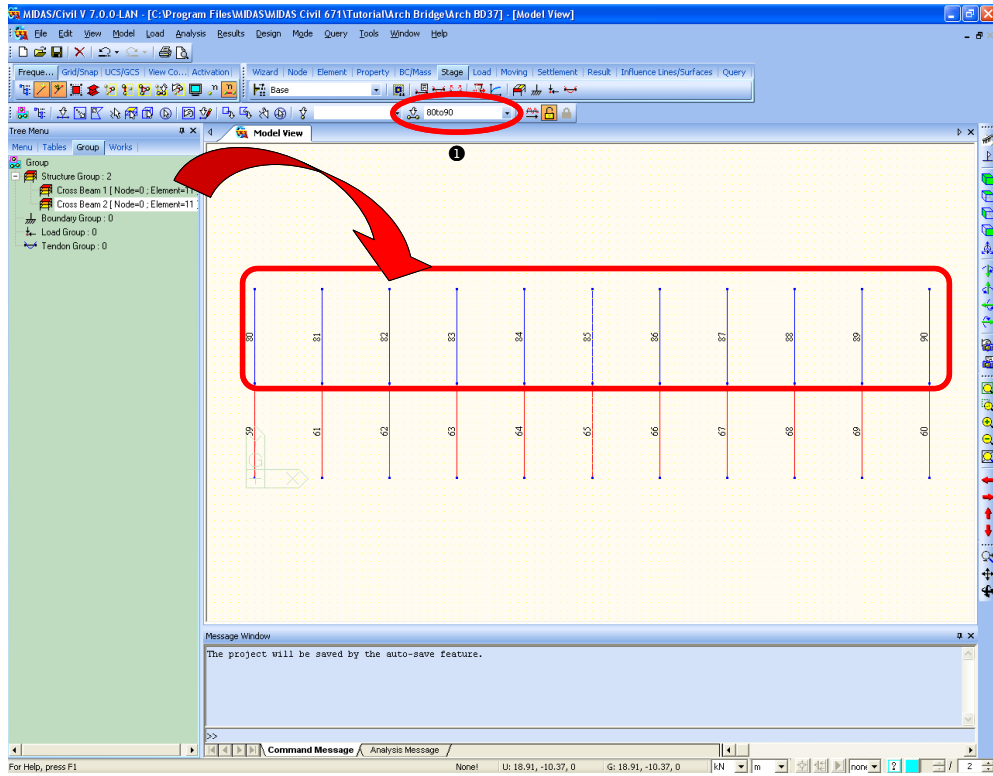 MIDAS/Civil V 7.0.0-LAN - [C:\Program Files\MIDAS\MIDAS Civil 671\Tutorial\Arch Bridge\Arch BD37] - [Model View]
File Edit View Model Load Analysis Results Design Mode Query Tools Window Help
Freque... Grid/Snap UCS/GCS View Co... Activation Wizard Node Element Property BC/Mass Stage Load Moving Settlement Result Influence Lines/Surfaces Query
Base
80to90
Tree Menu
Model View
❶
Menu Tables Group Works
Group
Structure Group : 2
Cross Beam 1 [ Node=0 ; Element=11
Cross Beam 2 [ Node=0 ; Element=11
Boundary Group : 0
Load Group : 0
Tendon Group : 0
80 81 82 83 84 85 86 87 88 89 90
59 61 62 63 64 65 66 67 68 69 60
G
Message Window
The project will be saved by the auto-save feature.
>>
Command Message Analysis Message
For Help, press F1 None! U: 18.91, -10.37, 0 G: 18.91, -10.37, 0 kN m none ? / 2